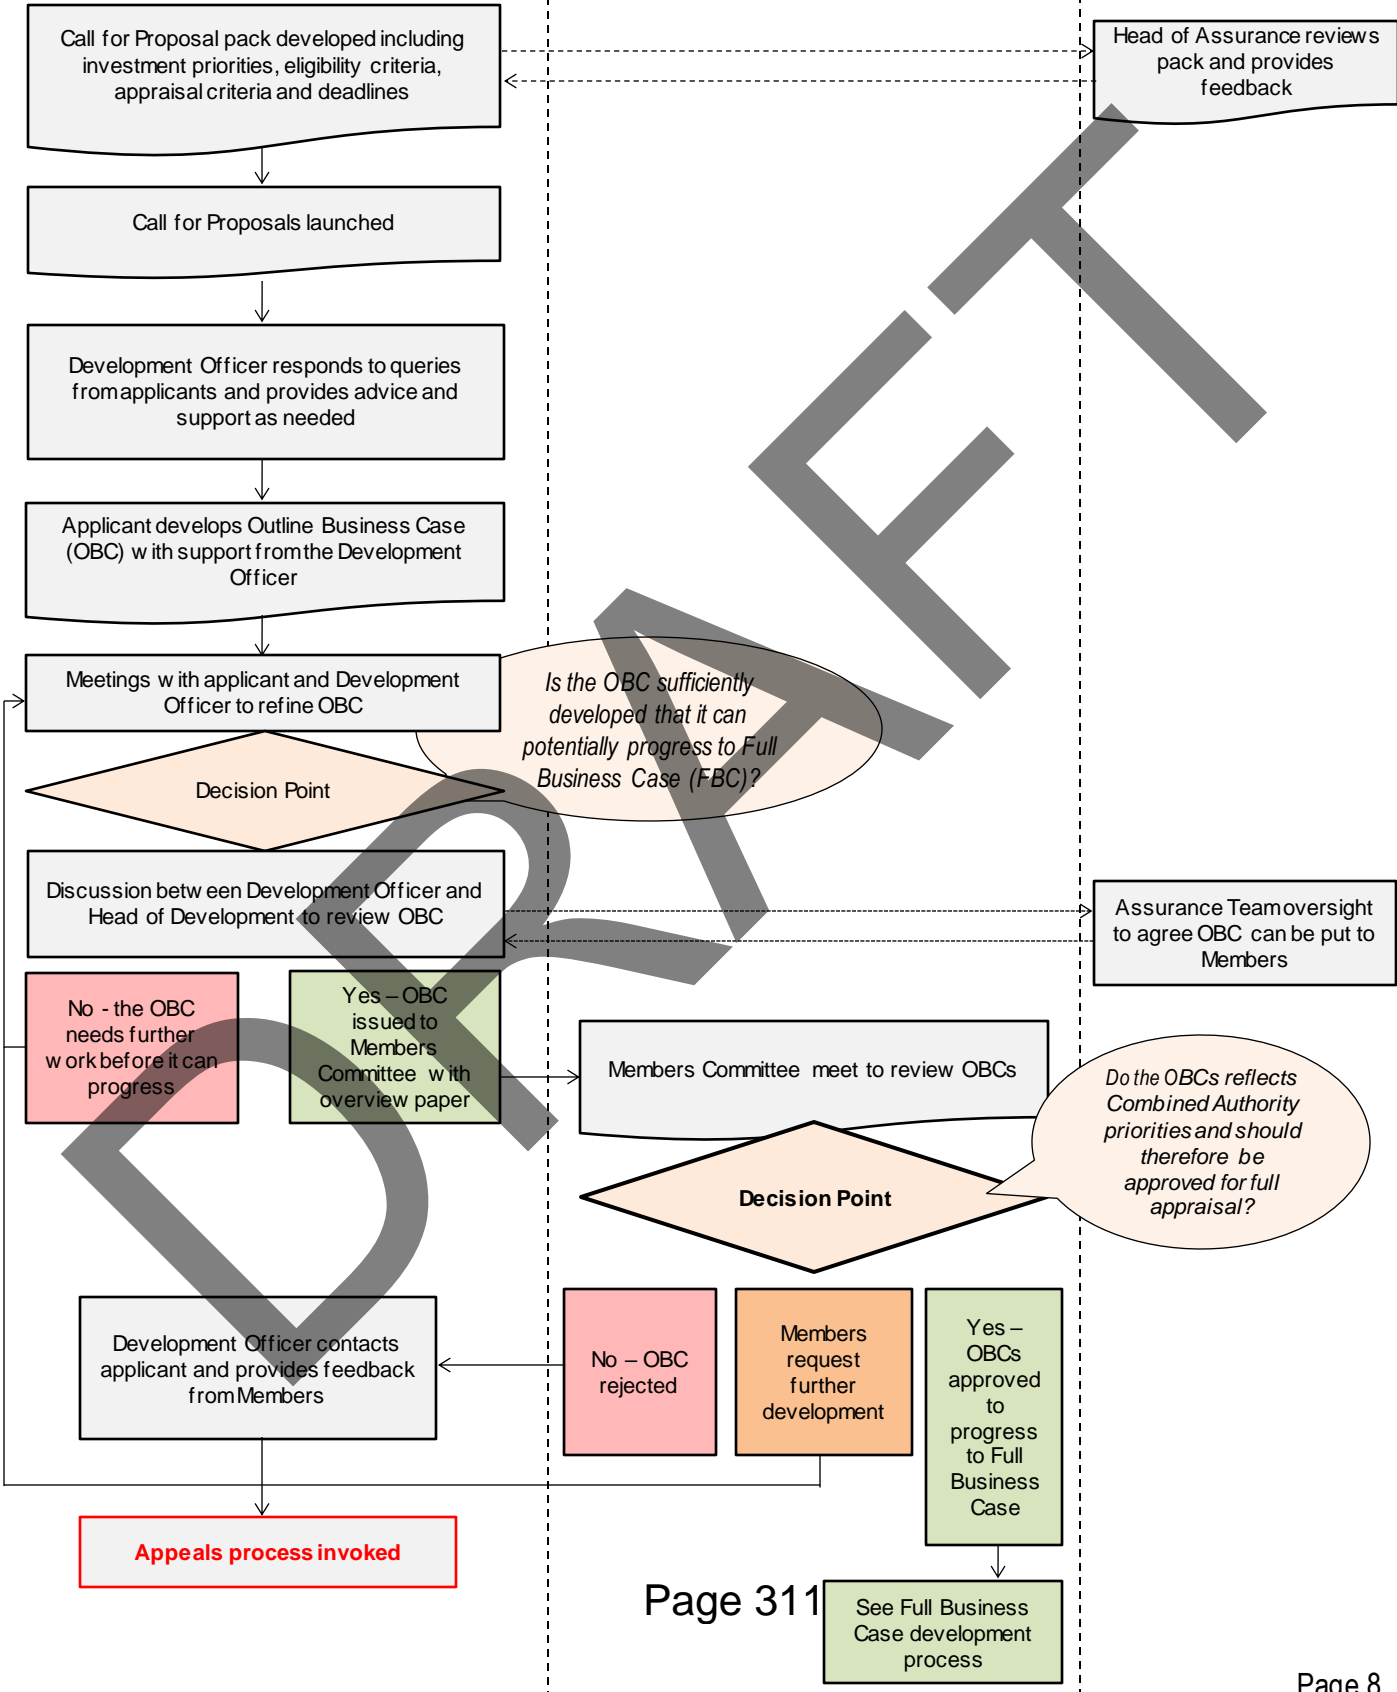 Call for Proposal pack developed including
investment priorities, eligibility criteria,
appraisal criteria and deadlines
Head of Assurance reviews
pack and provides
feedback
Call for Proposals launched
Development Officer responds to queries
from applicants and provides advice and
support as needed
Applicant develops Outline Business Case
(OBC) with support from the Development
Officer
Meetings with applicant and Development
Officer to refine OBC
Is the OBC sufficiently
developed that it can
potentially progress to Full
Business Case (FBC)?
Decision Point
Discussion between Development Officer and
Head of Development to review OBC
Assurance Team oversight
to agree OBC can be put to
Members
No - the OBC
needs further
work before it can
progress
Yes – OBC
issued to
Members
Committee with
overview paper
Members Committee meet to review OBCs
Do the OBCs reflects
Combined Authority
priorities and should
therefore be
approved for full
appraisal?
Decision Point
Development Officer contacts
applicant and provides feedback
from Members
No – OBC
rejected
Members
request
further
development
Yes –
OBCs
approved
to
progress
to Full
Business
Case
Appeals process invoked
See Full Business
Case development
process
Page 311
Page 8
DRAFT